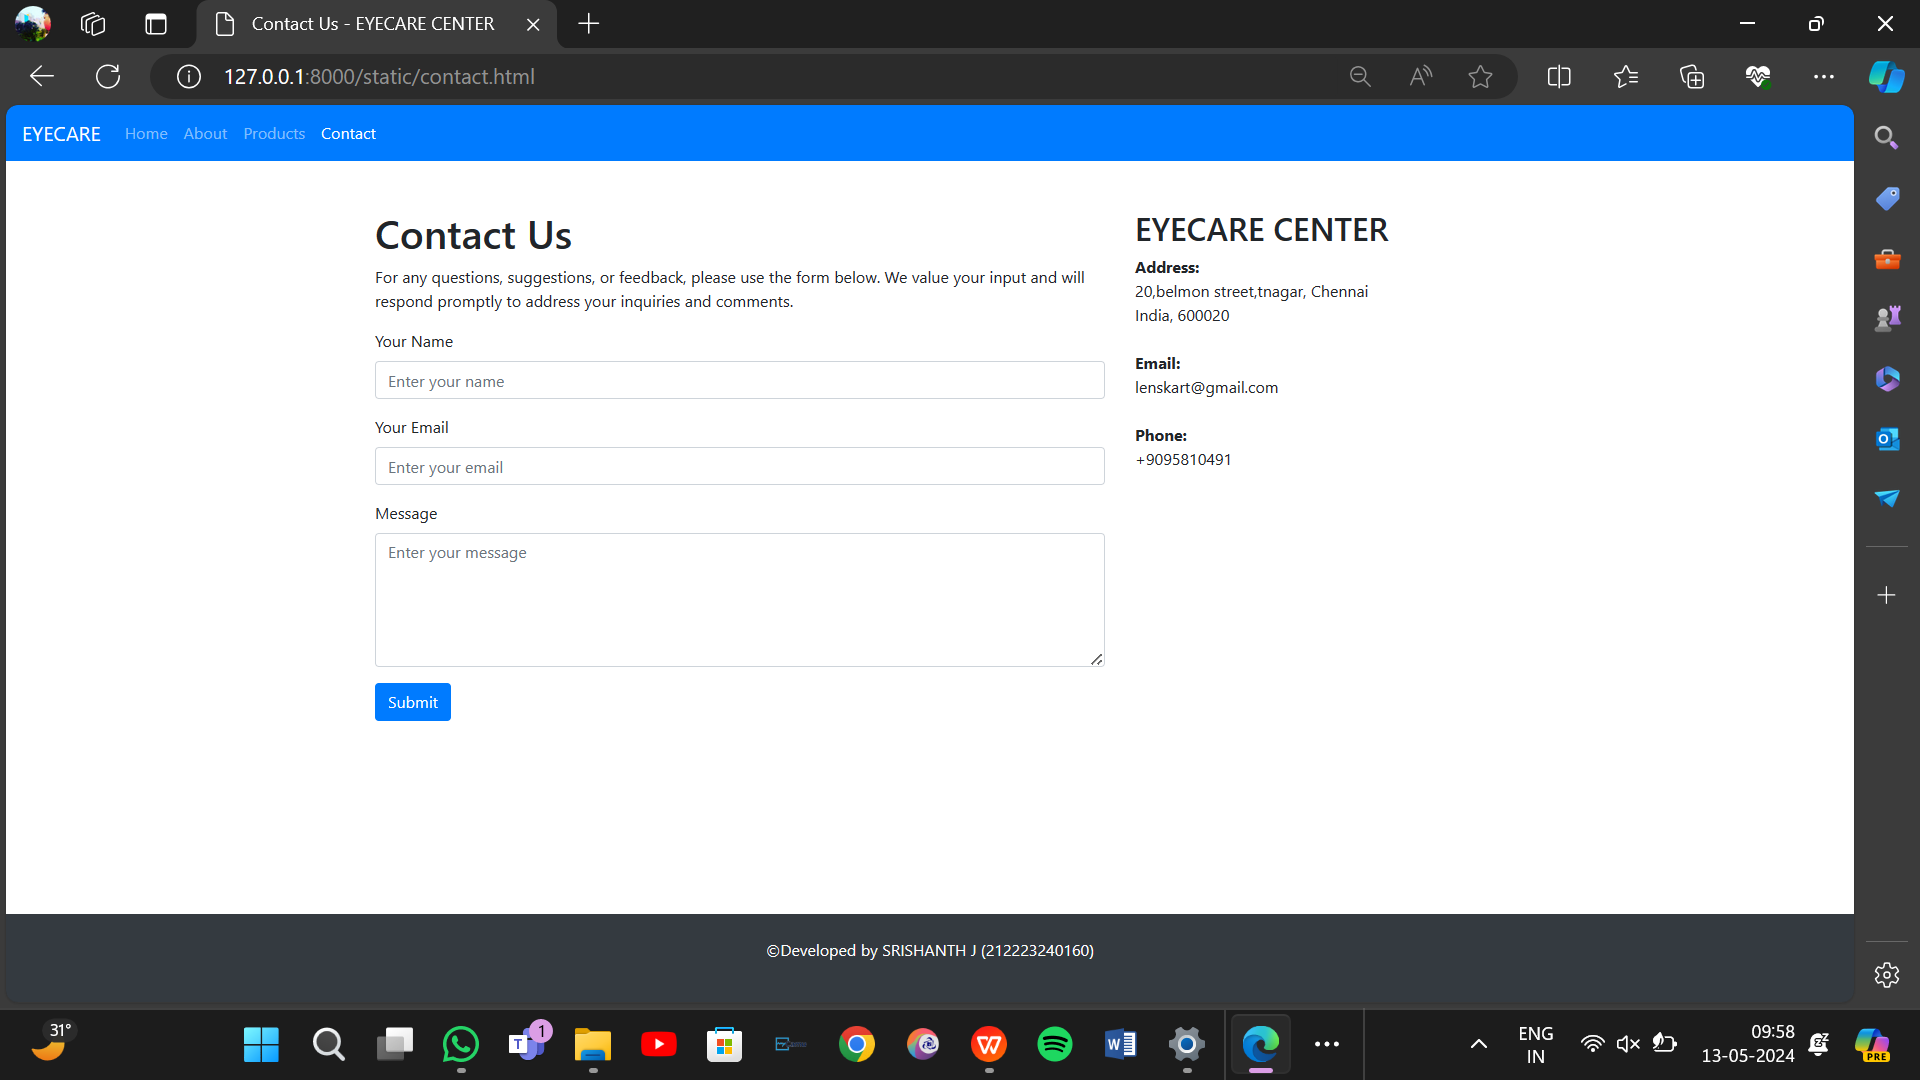 Contact Us - EYECARE CENTER
127.0.0.1:8000/static/contact.html
EYECARE Home About Products Contact
Contact Us
For any questions, suggestions, or feedback, please use the form below. We value your input and will
respond promptly to address your inquiries and comments.
Your Name
Enter your name
Your Email
Enter your email
Message
Enter your message
Submit
EYECARE CENTER
Address:
20,belmon street,tnagar, Chennai
India, 600020
Email:
lenskart@gmail.com
Phone:
+9095810491
©Developed by SRISHANTH J (212223240160)
31°
1
ENG
IN
09:58
13-05-2024
PRE